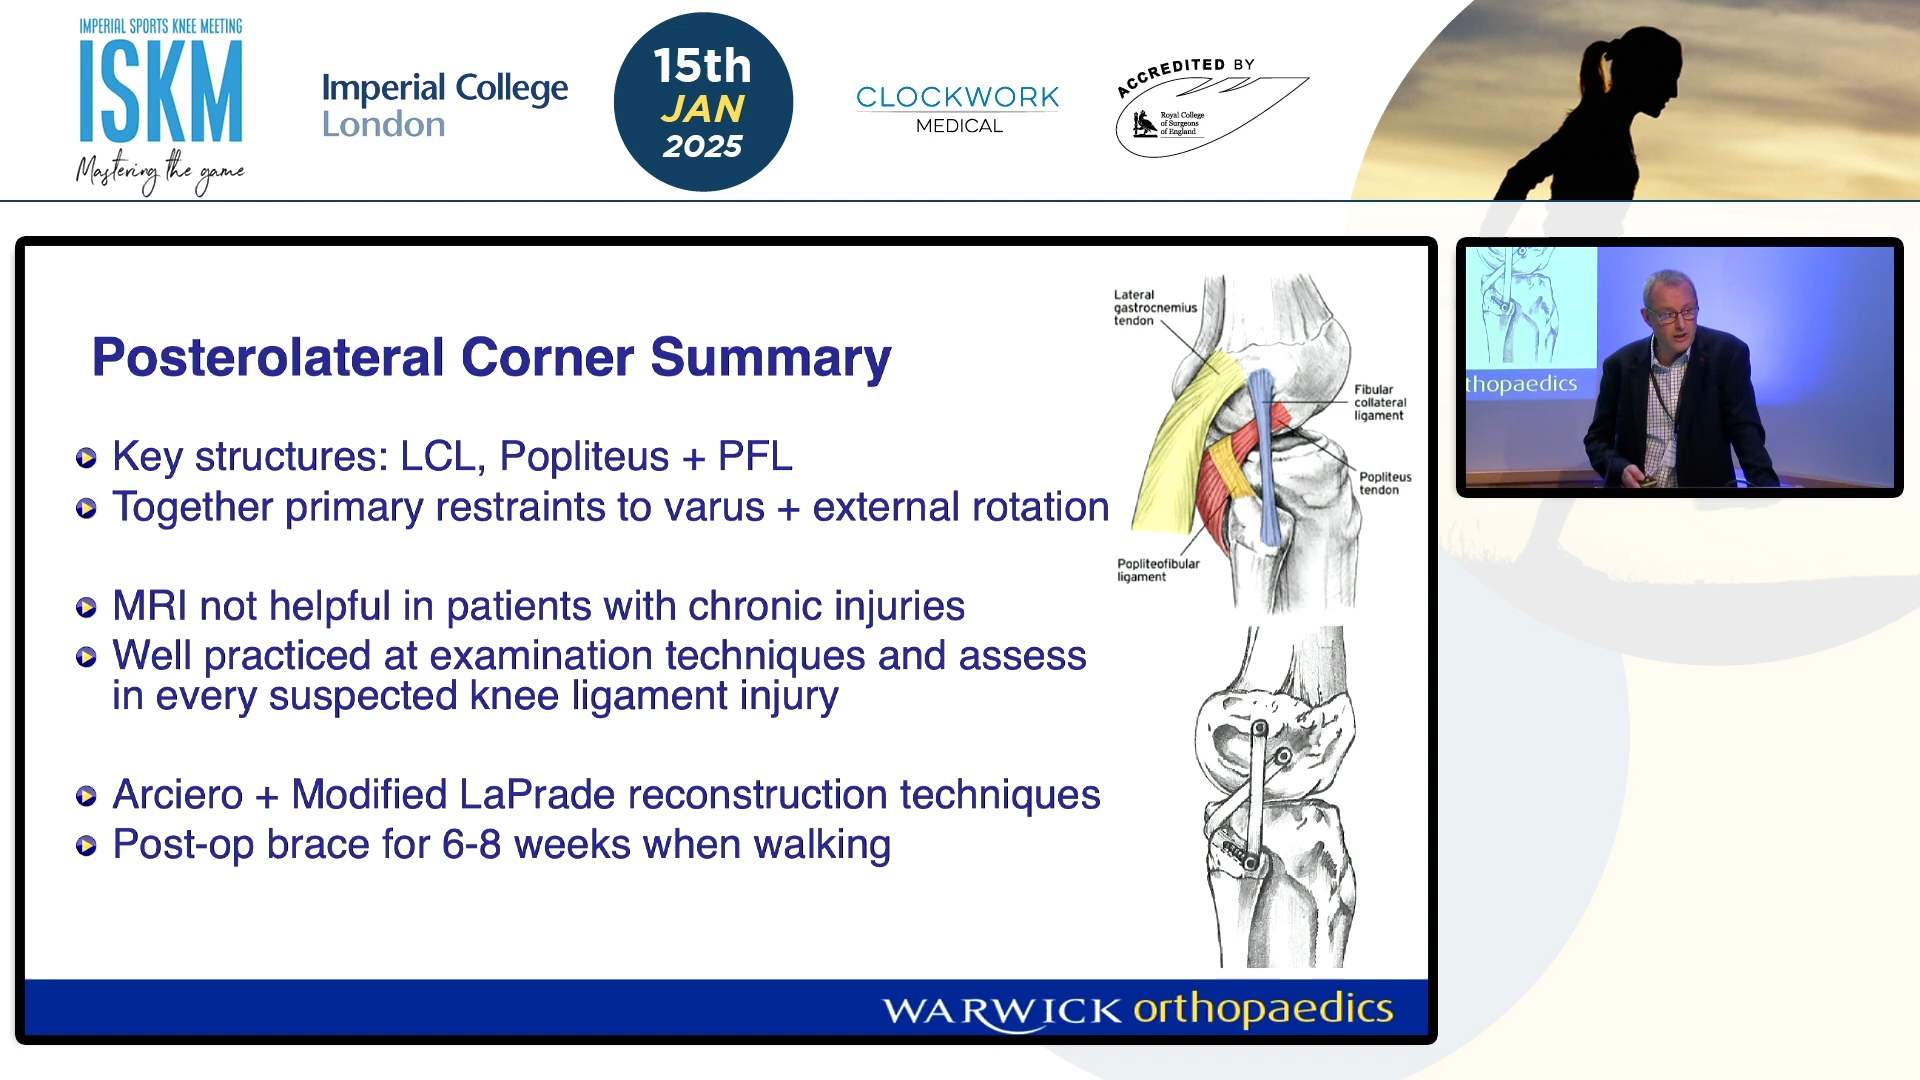 IMPERIAL SPORTS KNEE MEETING
ISKM
Mastering the game
Imperial College
London
15th
JAN
2025
CLOCKWORK
MEDICAL
ACCREDITED BY
Royal College
of Surgeons
of England
Posterolateral Corner Summary
Key structures: LCL, Popliteus + PFL
Together primary restraints to varus + external rotation
MRI not helpful in patients with chronic injuries
Well practiced at examination techniques and assess
in every suspected knee ligament injury
Arciero + Modified LaPrade reconstruction techniques
Post-op brace for 6-8 weeks when walking
Lateral
gastrocnemius
tendon
Fibular
collateral
ligament
Popliteus
tendon
Popliteofibular
ligament
WARWICK orthopaedics
thopaedics